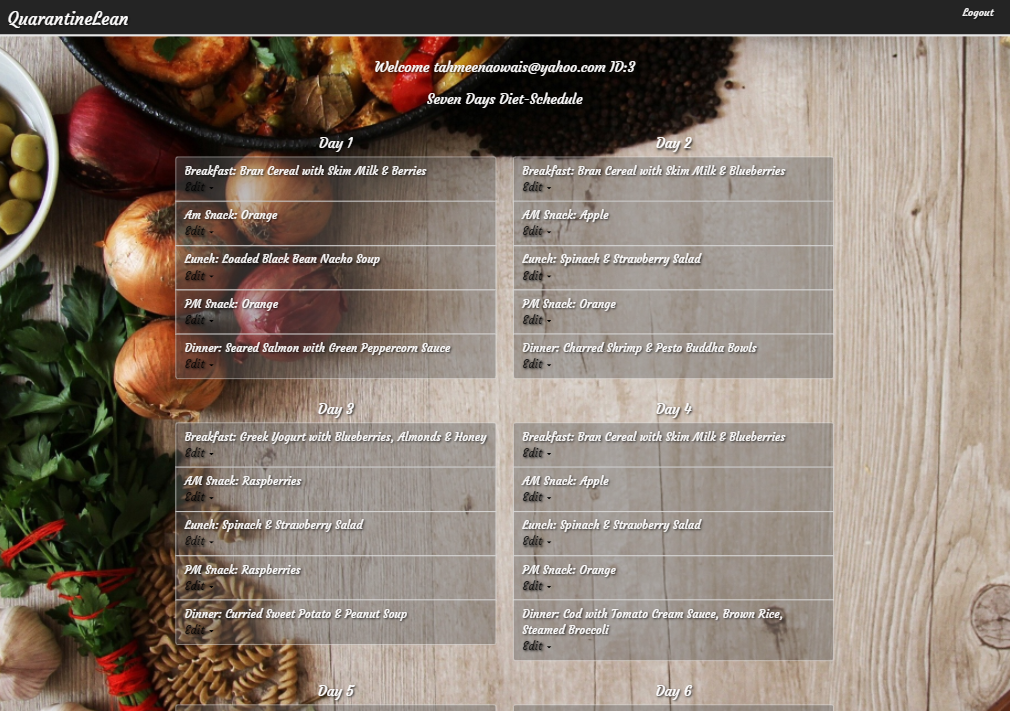 QuarantineLean
Logout
Welcome tahmeenaowais@yahoo.com ID:3
Seven Days Diet-Schedule
Day 1
Breakfast: Bran Cereal with Skim Milk & Berries
Edit
Am Snack: Orange
Edit
Lunch: Loaded Black Bean Nacho Soup
Edit
PM Snack: Orange
Edit
Dinner: Seared Salmon with Green Peppercorn Sauce
Edit
Day 2
Breakfast: Bran Cereal with Skim Milk & Blueberries
Edit
AM Snack: Apple
Edit
Lunch: Spinach & Strawberry Salad
Edit
PM Snack: Orange
Edit
Dinner: Charred Shrimp & Pesto Buddha Bowls
Edit
Day 3
Breakfast: Greek Yogurt with Blueberries, Almonds & Honey
Edit
AM Snack: Raspberries
Edit
Lunch: Spinach & Strawberry Salad
Edit
PM Snack: Raspberries
Edit
Dinner: Curried Sweet Potato & Peanut Soup
Edit
Day 4
Breakfast: Bran Cereal with Skim Milk & Blueberries
Edit
AM Snack: Apple
Edit
Lunch: Spinach & Strawberry Salad
Edit
PM Snack: Orange
Edit
Dinner: Cod with Tomato Cream Sauce, Brown Rice,
Steamed Broccoli
Edit
Day 5
Day 6